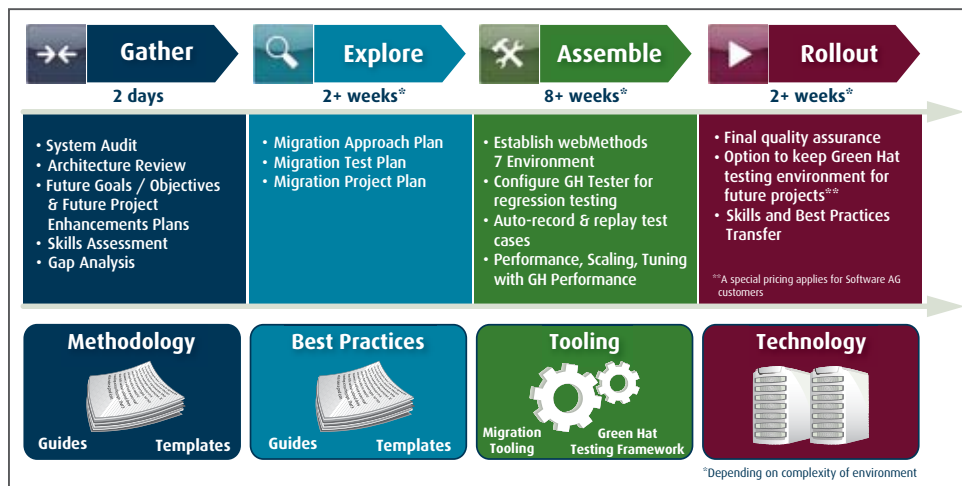 Gather
2 days
Explore
2+ weeks*
Assemble
8+ weeks*
Rollout
2+ weeks*
• System Audit
• Architecture Review
• Future Goals / Objectives
& Future Project
Enhancements Plans
• Skills Assessment
• Gap Analysis
• Migration Approach Plan
• Migration Test Plan
• Migration Project Plan
• Establish webMethods
7 Environment
• Configure GH Tester for
regression testing
• Auto-record & replay test
cases
• Performance, Scaling, Tuning
with GH Performance
• Final quality assurance
• Option to keep Green Hat
testing environment for
future projects**
• Skills and Best Practices
Transfer
**A special pricing applies for Software AG
customers
Methodology
Guides
Templates
Best Practices
Guides
Templates
Tooling
Migration
Tooling
Green Hat
Testing Framework
Technology
*Depending on complexity of environment